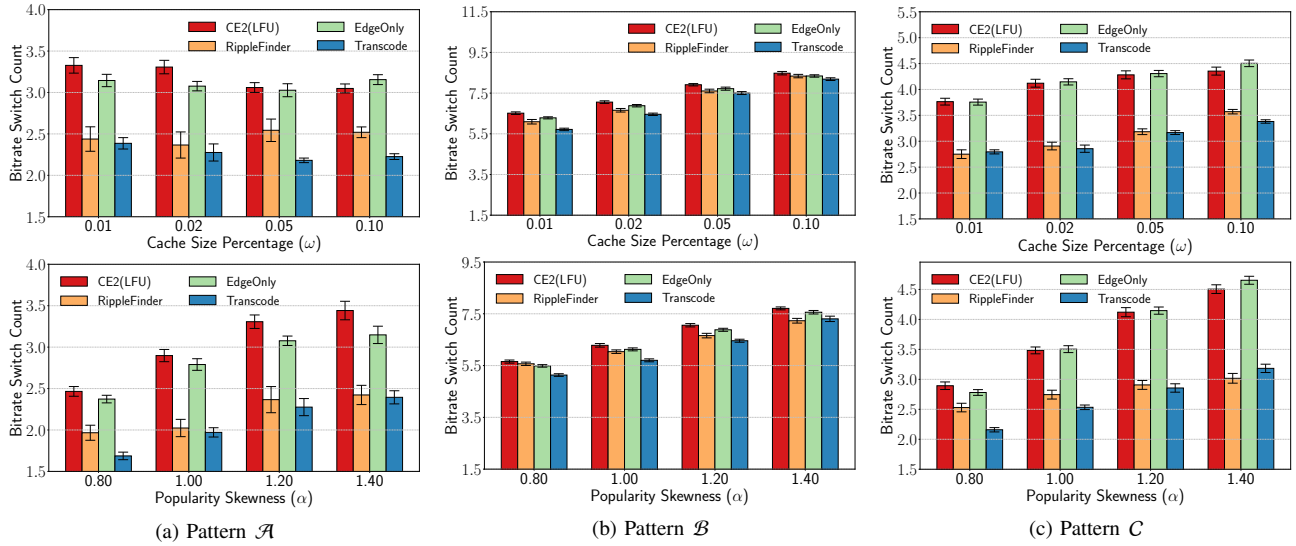 4.0
3.5
3.0
2.5
2.0
1.5
Bitrate Switch Count
CE2(LFU)
RippleFinder
EdgeOnly
Transcode
0.01
0.02
0.05
0.10
Cache Size Percentage (ω)
11.5
9.5
7.5
5.5
3.5
1.5
Bitrate Switch Count
CE2(LFU)
RippleFinder
EdgeOnly
Transcode
0.01
0.02
0.05
0.10
Cache Size Percentage (ω)
5.5
5.0
4.5
4.0
3.5
3.0
2.5
2.0
1.5
Bitrate Switch Count
CE2(LFU)
RippleFinder
EdgeOnly
Transcode
0.01
0.02
0.05
0.10
Cache Size Percentage (ω)
4.0
3.5
3.0
2.5
2.0
1.5
Bitrate Switch Count
CE2(LFU)
RippleFinder
EdgeOnly
Transcode
0.80
1.00
1.20
1.40
Popularity Skewness (α)
9.5
7.5
5.5
3.5
1.5
Bitrate Switch Count
CE2(LFU)
RippleFinder
EdgeOnly
Transcode
0.80
1.00
1.20
1.40
Popularity Skewness (α)
4.5
4.0
3.5
3.0
2.5
2.0
1.5
Bitrate Switch Count
CE2(LFU)
RippleFinder
EdgeOnly
Transcode
0.80
1.00
1.20
1.40
Popularity Skewness (α)
(a) Pattern 𝒜
(b) Pattern ℬ
(c) Pattern 𝒞